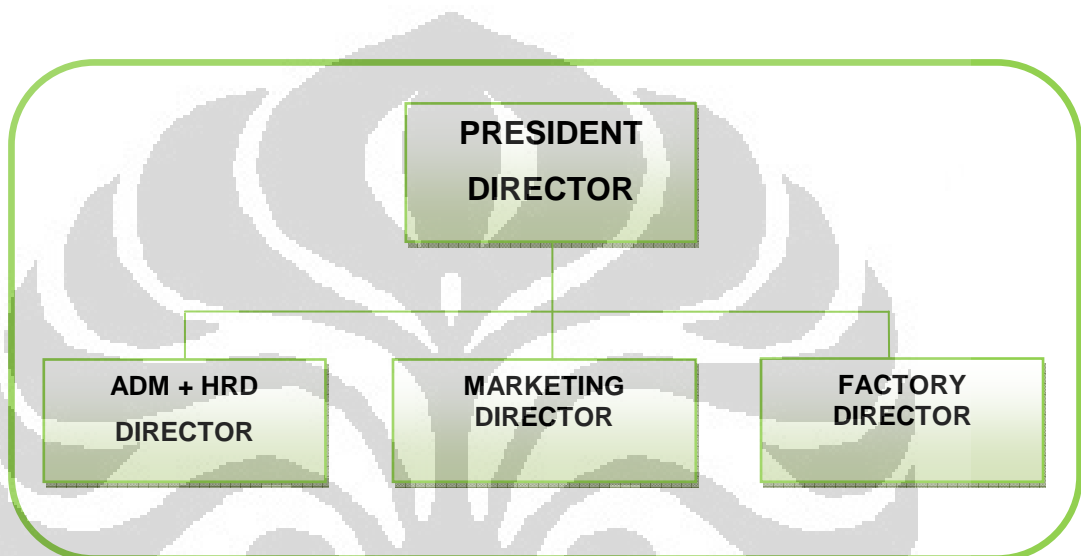 PRESIDENT
DIRECTOR
ADM + HRD
DIRECTOR
MARKETING
DIRECTOR
FACTORY
DIRECTOR